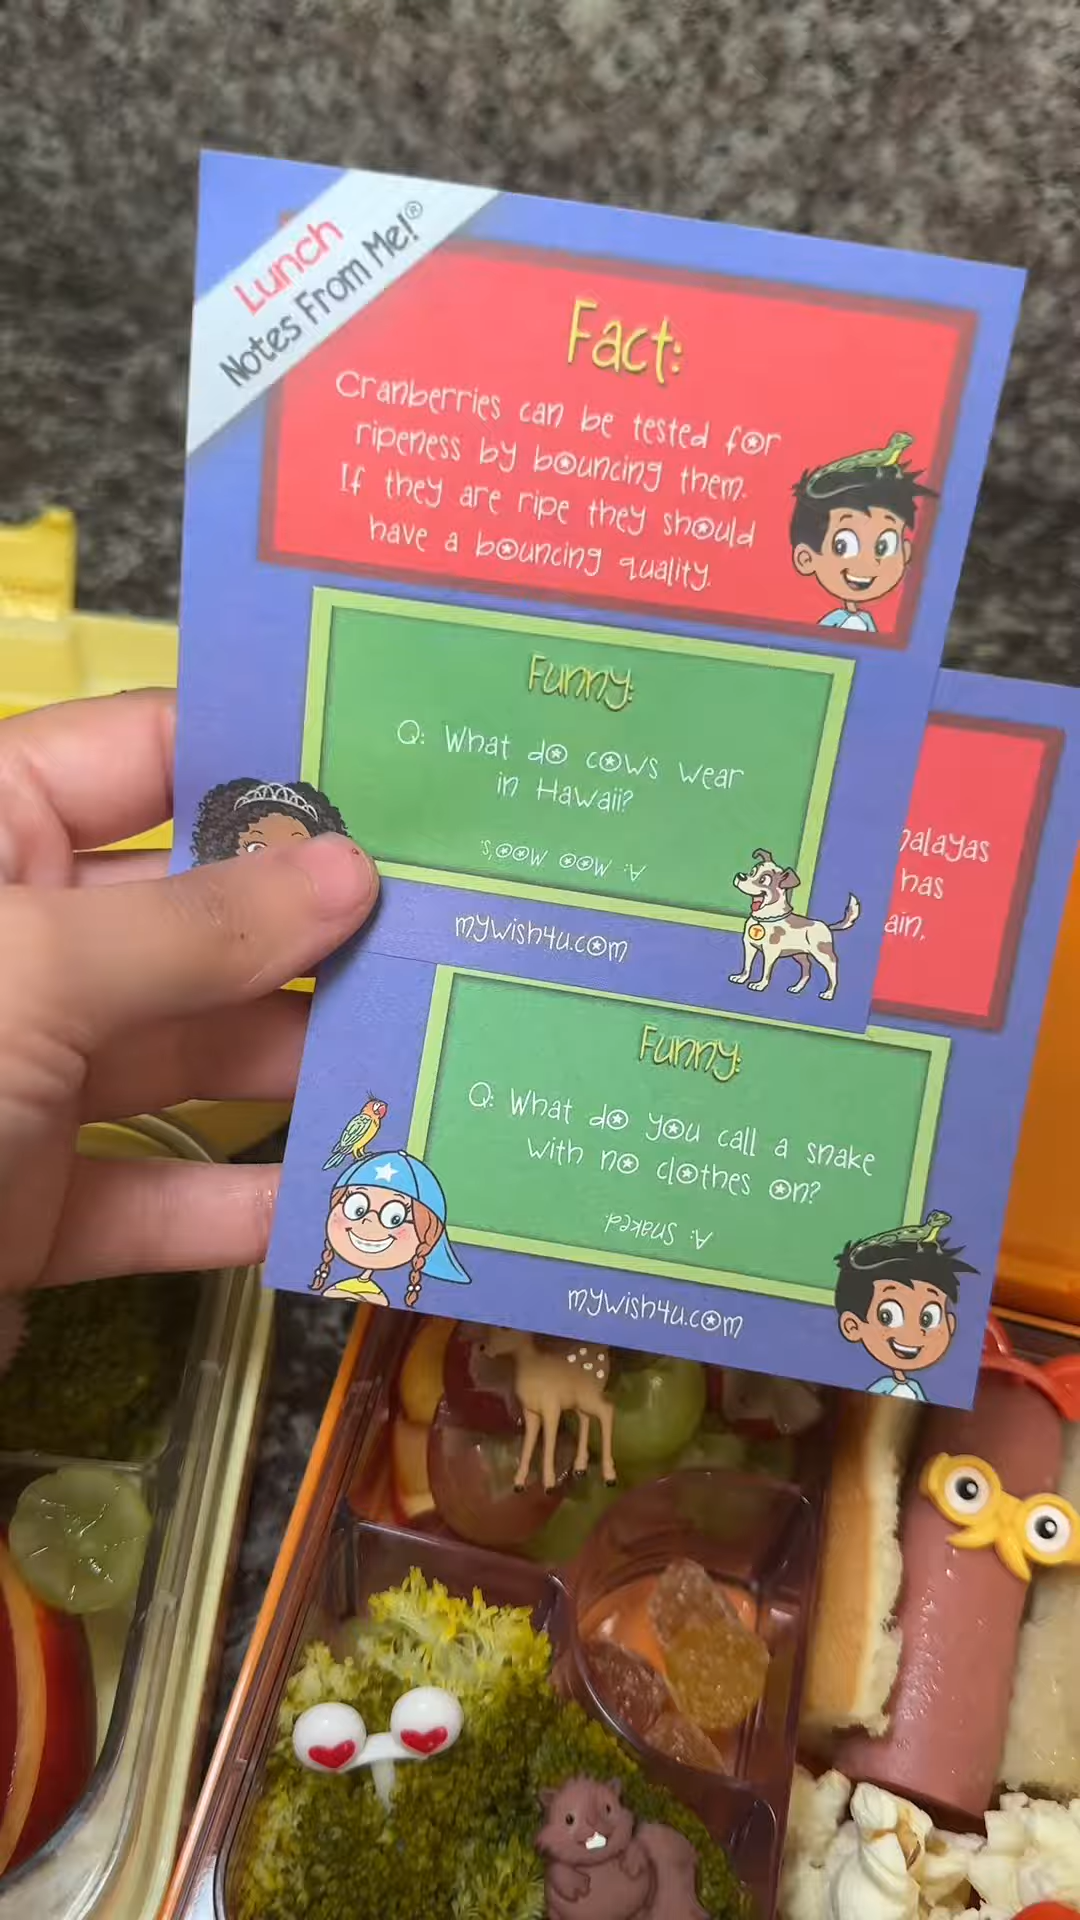 Lunch
Notes From Me!®
Fact:
Cranberries can be tested for
ripeness by bouncing them.
If they are ripe they should
have a bouncing quality.
Funny:
Q: What do cows wear
in Hawaii?
A: Moo Moo's.
mywish4u.com
has
Funny:
Q: What do you call a snake
with no clothes on?
A: Snaked.
mywish4u.com
T